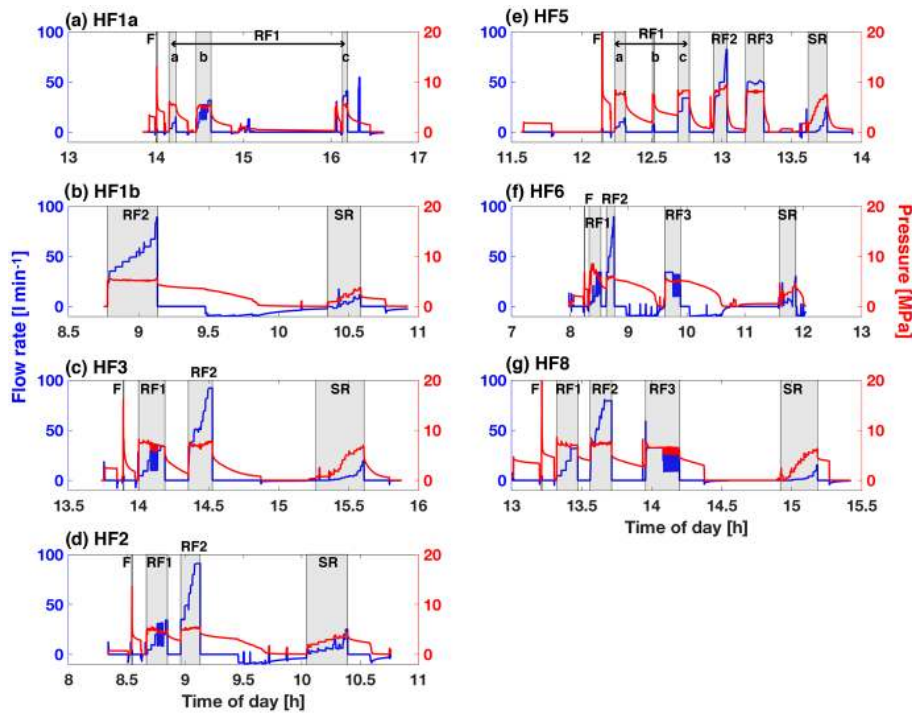 (a) HF1a
100
50
0
F
RF1
a
b
c
20
10
0
13
14
15
16
17
(b) HF1b
100
50
0
RF2
SR
20
10
0
8.5
9
9.5
10
10.5
11
(c) HF3
100
50
0
F
RF1
RF2
SR
20
10
0
13.5
14
14.5
15
15.5
16
(d) HF2
100
50
0
F
RF1
RF2
SR
20
10
0
8
8.5
9
9.5
10
10.5
11
Time of day [h]
Flow rate [l min-1]
(e) HF5
100
50
0
F
RF1
a
b
c
RF2
RF3
SR
20
10
0
11.5
12
12.5
13
13.5
14
(f) HF6
100
50
0
F
RF1
RF2
RF3
SR
20
10
0
7
8
9
10
11
12
13
(g) HF8
100
50
0
F
RF1
RF2
RF3
SR
20
10
0
13
13.5
14
14.5
15
15.5
Time of day [h]
Pressure [MPa]